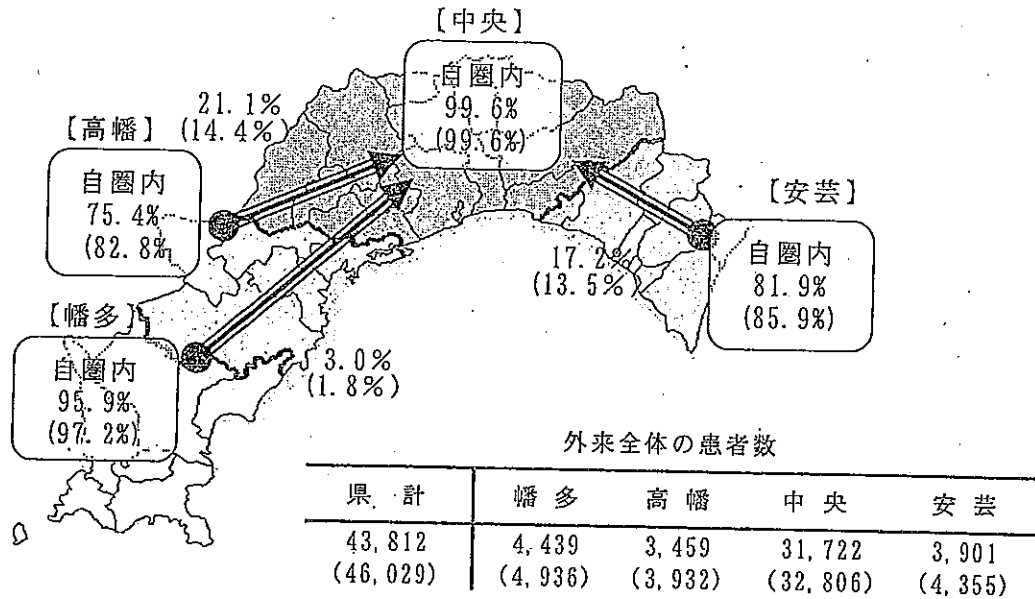 【中央】
自圏内
99.6%
(99.6%)
21.1%
(14.4%)
【高幡】
自圏内
75.4%
(82.8%
【安芸】
自圏内
81.9%
(85.9%)
17.2%
(13.5%)
【幡多】
自圏内
95.9%
(97.2%)
3.0%
(1.8%)
外来全体の患者数
県計 幡多 高幡 中央 安芸
43,812 4,439 3,459 31,722 3,901
(46,029) (4,936) (3,932) (32,806) (4,355)